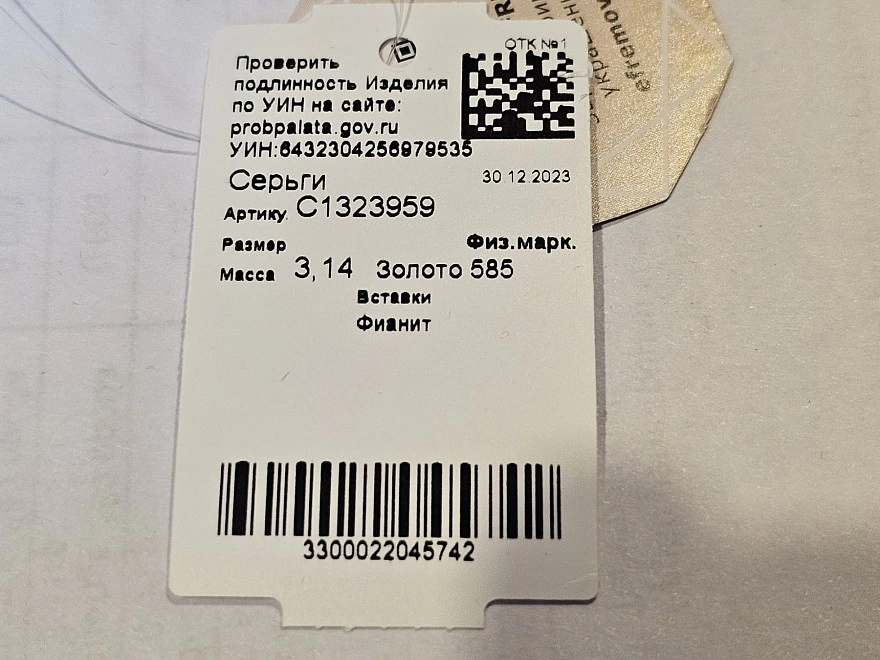 ОТК №1
Проверить
подлинность Изделия
по УИН на сайте:
probpalata.gov.ru
УИН:6432304256979535
Серьги
30.12.2023
Артику. С1323959
Размер
Физ.марк.
Масса 3,14 Золото 585
Вставки
Фианит
3300022045742
efremov